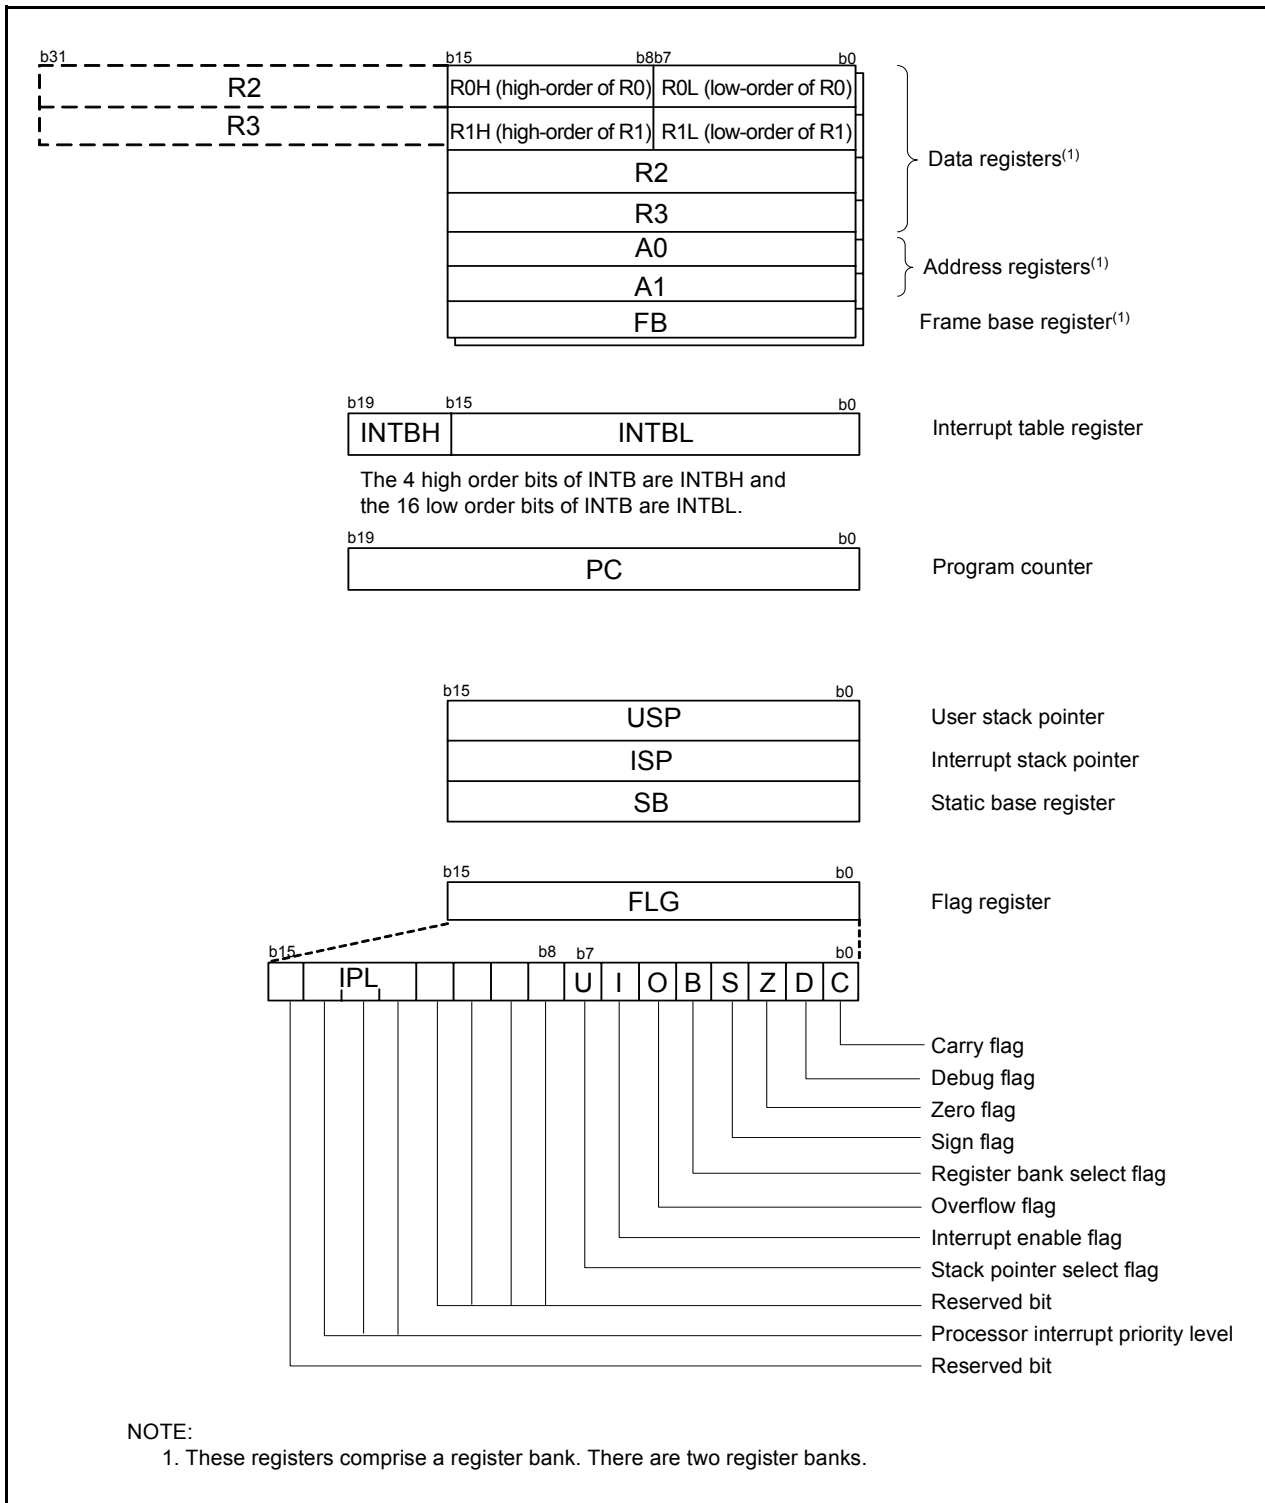 b31 b15 b8b7 b0
R2 R0H (high-order of R0) R0L (low-order of R0)
R3 R1H (high-order of R1) R1L (low-order of R1)
Data registers(1)
R2
R3
A0
Address registers(1)
A1
FB Frame base register(1)
b19 b15 b0
INTBH INTBL Interrupt table register
The 4 high order bits of INTB are INTBH and
the 16 low order bits of INTB are INTBL.
b19 b0
PC Program counter
b15 b0
USP User stack pointer
ISP Interrupt stack pointer
SB Static base register
b15 b0
FLG Flag register
b15 b8 b7 b0
IPL U I O B S Z D C
Carry flag
Debug flag
Zero flag
Sign flag
Register bank select flag
Overflow flag
Interrupt enable flag
Stack pointer select flag
Reserved bit
Processor interrupt priority level
Reserved bit
NOTE:
1. These registers comprise a register bank. There are two register banks.